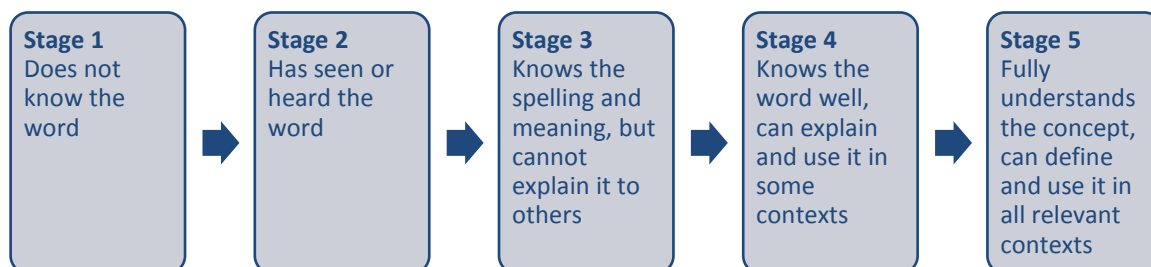 Stage 1
Does not
know the
word
Stage 2
Has seen or
heard the
word
Stage 3
Knows the
spelling and
meaning, but
cannot
explain it to
others
Stage 4
Knows the
word well,
can explain
and use it in
some
contexts
Stage 5
Fully
understands
the concept,
can define
and use it in
all relevant
contexts